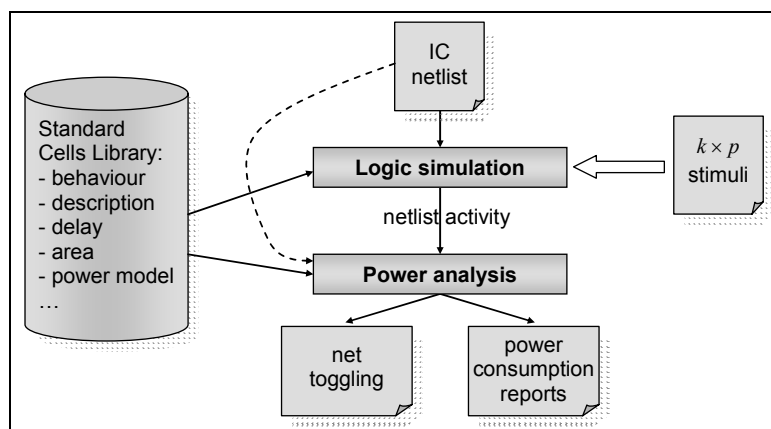 IC
netlist
Standard
Cells Library:
- behaviour
- description
- delay
- area
- power model
…
Logic simulation
k × p
stimuli
netlist activity
Power analysis
net
toggling
power
consumption
reports